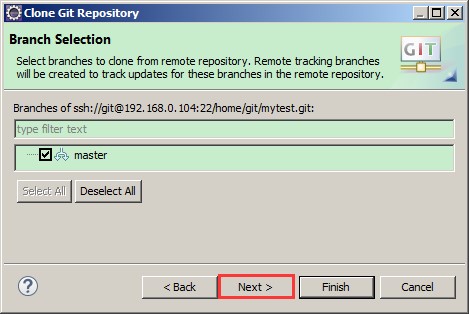 Clone Git Repository
Branch Selection
Select branches to clone from remote repository. Remote tracking branches
will be created to track updates for these branches in the remote repository.
GIT
Branches of ssh://git@192.168.0.104:22/home/git/mytest.git:
type filter text
master
Select All
Deselect All
?
< Back
Next >
Finish
Cancel